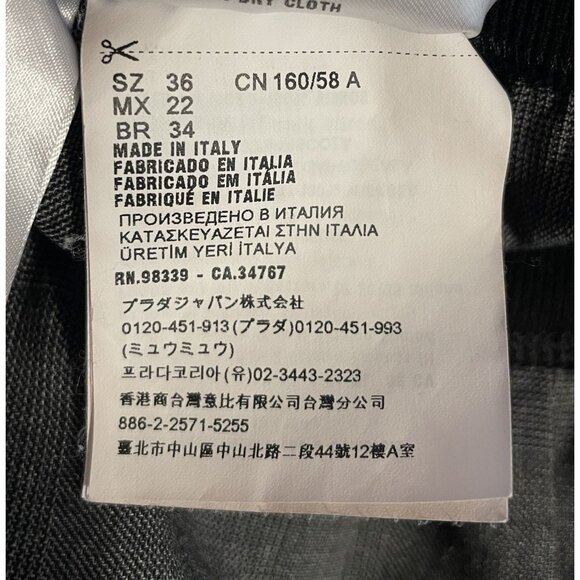 DRY CLOTH
SZ 36 CN 160/58 A
MX 22
BR 34
MADE IN ITALY
FABRICADO EN ITALIA
FABRICADO EM ITÁLIA
FABRIQUÉ EN ITALIE
ПРОИЗВЕДЕНО В ИТАЛИЯ
ΚΑΤΑΣΚΕΥΑΖΕΤΑΙ ΣΤΗΝ ΙΤΑΛΙΑ
ÜRETİM YERİ İTALYA
RN.98339 - CA.34767
プラダジャパン株式会社
0120-451-913(プラダ)0120-451-993
(ミュウミュウ)
프라다코리아(유)02-3443-2323
香港商台灣意比有限公司台灣分公司
886-2-2571-5255
臺北市中山區中山北路二段44號12樓A室